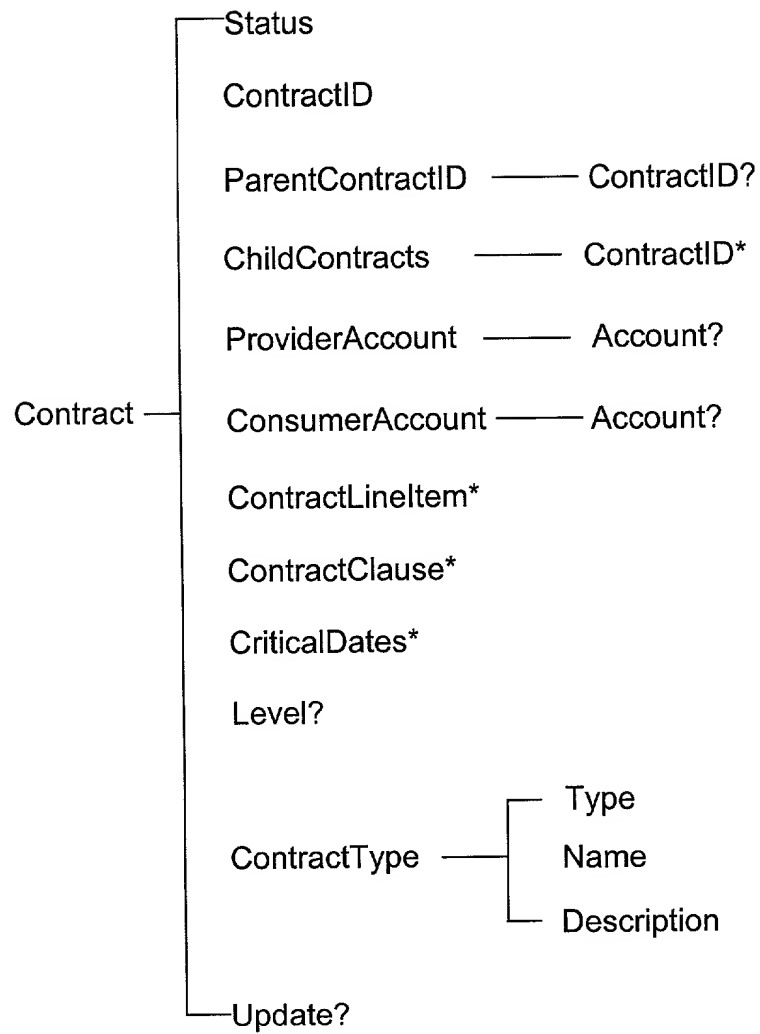 Status
ContractID
ParentContractID ContractID?
ChildContracts ContractID*
ProviderAccount Account?
Contract ConsumerAccount Account?
ContractLineItem*
ContractClause*
CriticalDates*
Level?
Type
ContractType Name
Description
Update?